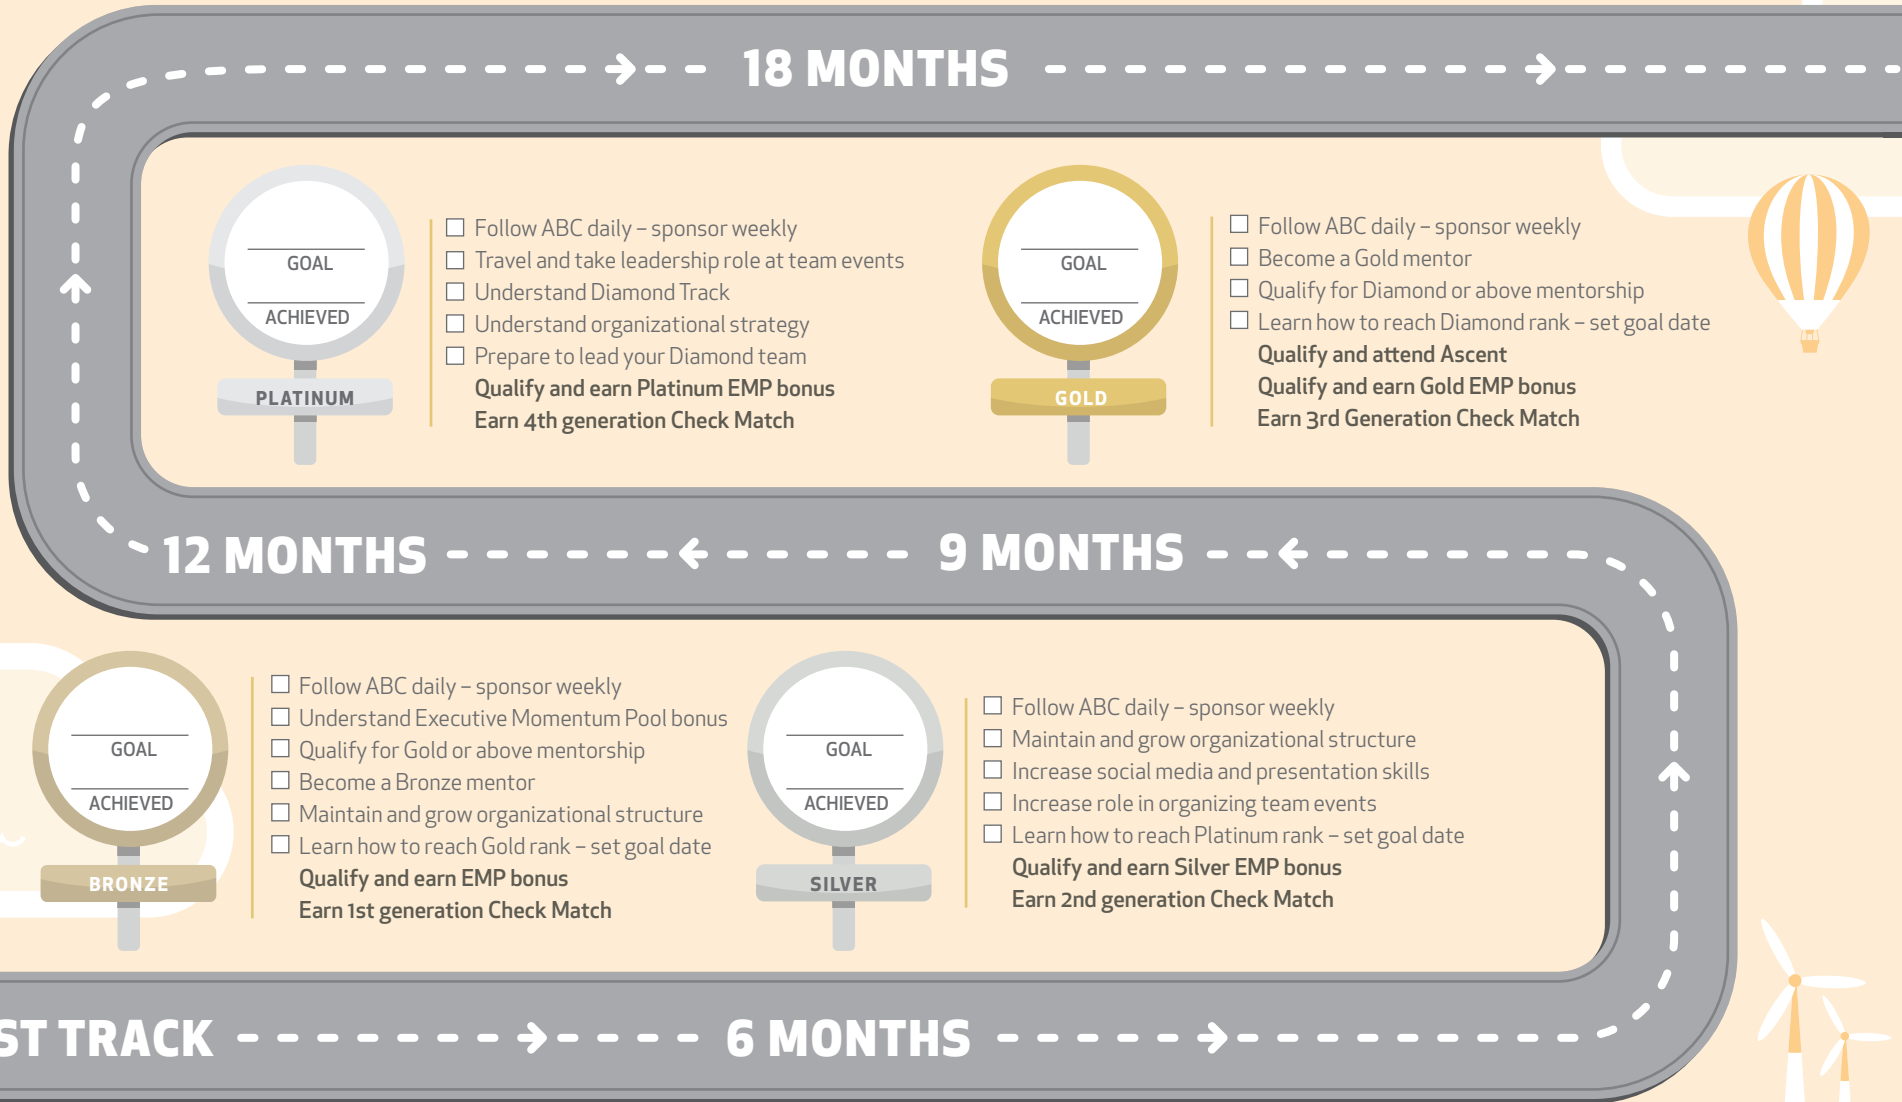 18 MONTHS
GOAL
ACHIEVED
PLATINUM
Follow ABC daily – sponsor weekly
Travel and take leadership role at team events
Understand Diamond Track
Understand organizational strategy
Prepare to lead your Diamond team
Qualify and earn Platinum EMP bonus
Earn 4th generation Check Match
GOAL
ACHIEVED
GOLD
Follow ABC daily – sponsor weekly
Become a Gold mentor
Qualify for Diamond or above mentorship
Learn how to reach Diamond rank – set goal date
Qualify and attend Ascent
Qualify and earn Gold EMP bonus
Earn 3rd Generation Check Match
12 MONTHS
9 MONTHS
GOAL
ACHIEVED
BRONZE
Follow ABC daily – sponsor weekly
Understand Executive Momentum Pool bonus
Qualify for Gold or above mentorship
Become a Bronze mentor
Maintain and grow organizational structure
Learn how to reach Gold rank – set goal date
Qualify and earn EMP bonus
Earn 1st generation Check Match
GOAL
ACHIEVED
SILVER
Follow ABC daily – sponsor weekly
Maintain and grow organizational structure
Increase social media and presentation skills
Increase role in organizing team events
Learn how to reach Platinum rank – set goal date
Qualify and earn Silver EMP bonus
Earn 2nd generation Check Match
ST TRACK
6 MONTHS